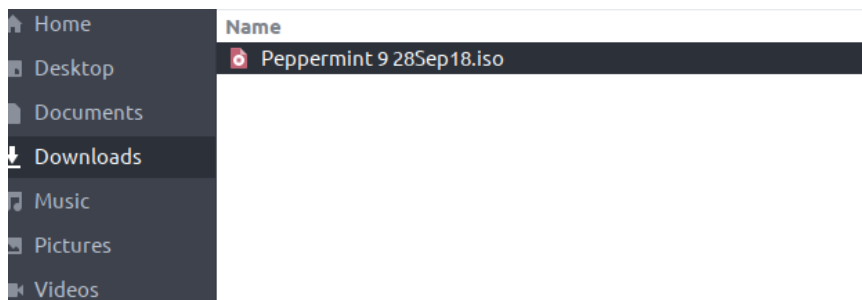 Home
Desktop
Documents
Downloads
Music
Pictures
Videos
Name
Peppermint 9 28Sep18.iso